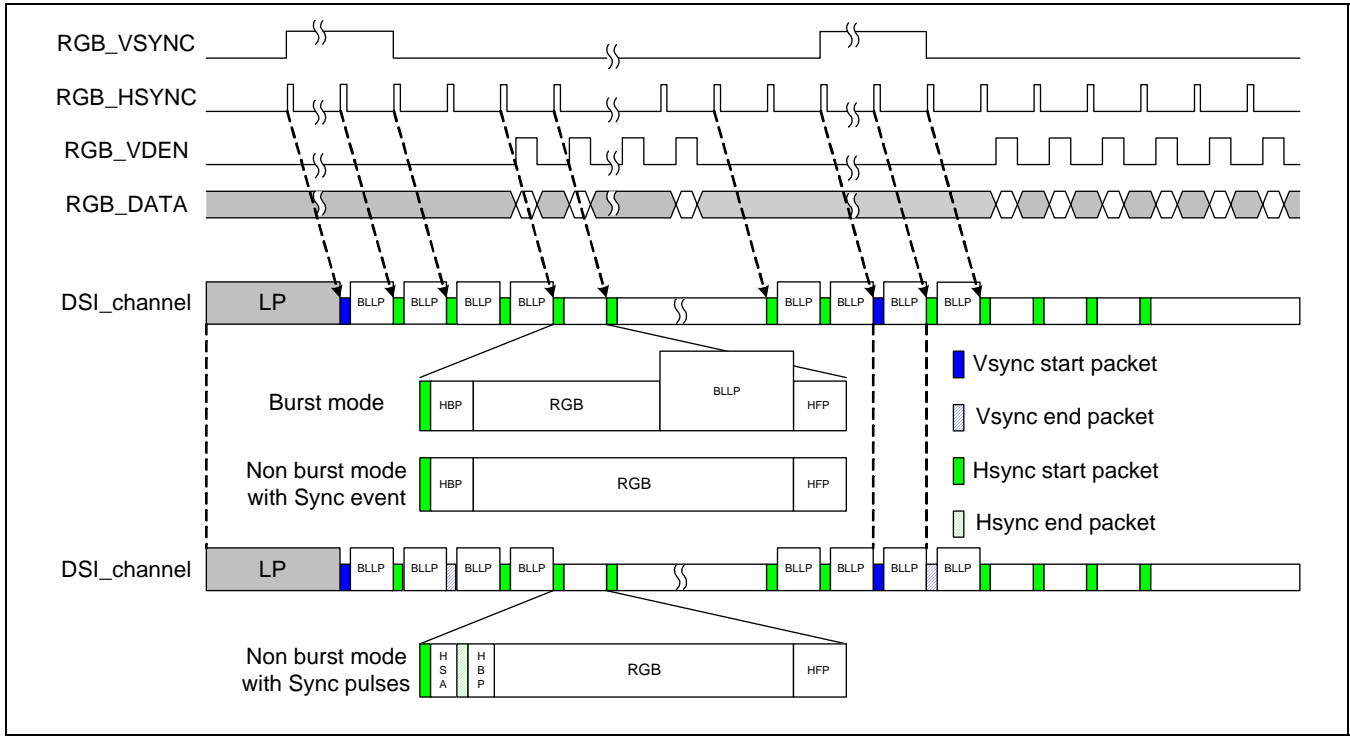 RGB_VSYNC
RGB_HSYNC
RGB_VDEN
RGB_DATA
DSI_channel
LP
BLLP
BLLP
BLLP
BLLP
BLLP
BLLP
BLLP
BLLP
Burst mode
HBP
RGB
BLLP
HFP
Vsync start packet
Vsync end packet
Non burst mode
with Sync event
HBP
RGB
HFP
Hsync start packet
Hsync end packet
DSI_channel
LP
BLLP
BLLP
BLLP
BLLP
BLLP
BLLP
BLLP
BLLP
Non burst mode
with Sync pulses
HSA
HBP
RGB
HFP